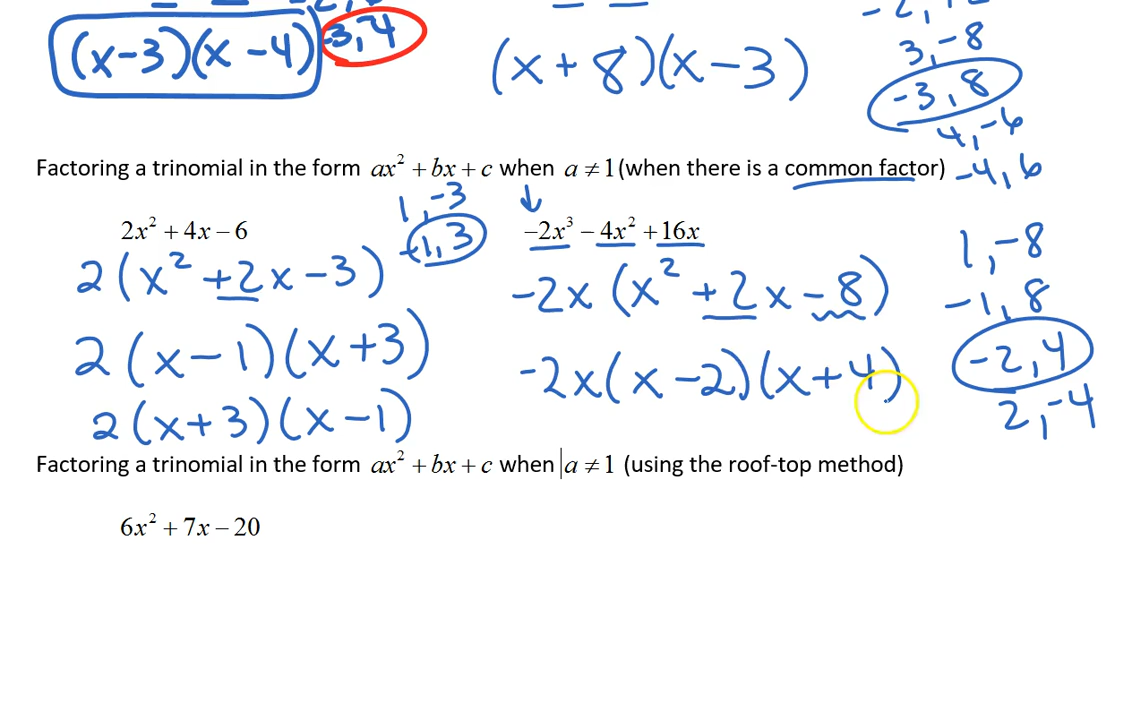 -2,12
(x-3)(x-4) -3,-4 (x+8)(x-3) 3,-8
-3,8
4,-6
Factoring a trinomial in the form ax² + bx + c when a ≠ 1(when there is a common factor) -4,6
1,-3
2x² + 4x – 6 -1,3 –2x³ – 4x² + 16x 1,-8
2(x²+2x-3) -2x(x²+2x-8) -1,8
2(x-1)(x+3) -2x(x-2)(x+4) -2,4
2(x+3)(x-1) 2,-4
Factoring a trinomial in the form ax² + bx + c when a ≠ 1 (using the roof-top method)
6x² + 7x – 20